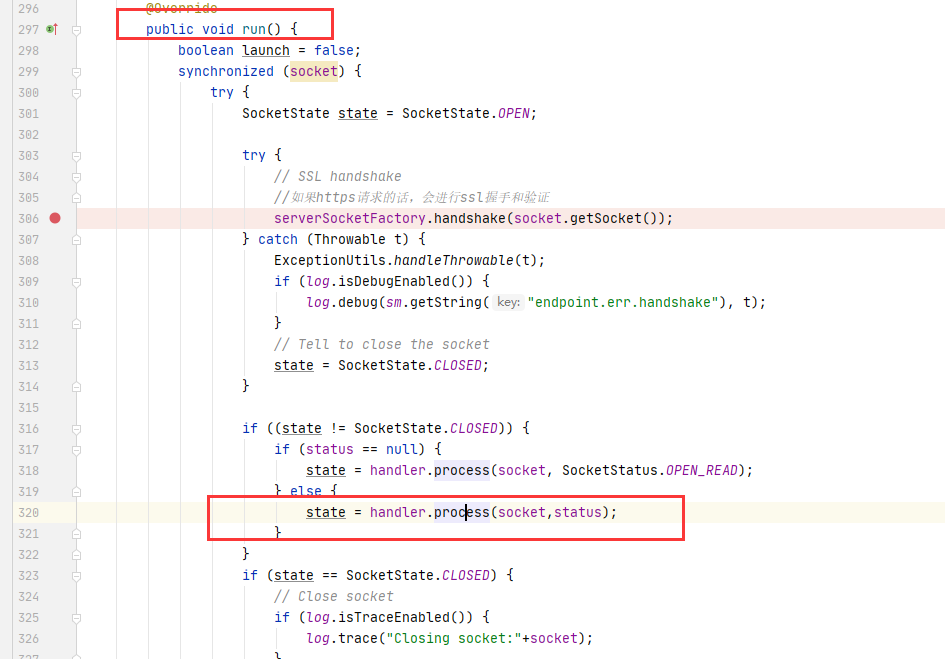 296 @Override
297 public void run() {
298 boolean launch = false;
299 synchronized (socket) {
300 try {
301 SocketState state = SocketState.OPEN;
302
303 try {
304 // SSL handshake
305 //如果https请求的话，会进行ssl握手和验证
306 serverSocketFactory.handshake(socket.getSocket());
307 } catch (Throwable t) {
308 ExceptionUtils.handleThrowable(t);
309 if (log.isDebugEnabled()) {
310 log.debug(sm.getString( key: "endpoint.err.handshake"), t);
311 }
312 // Tell to close the socket
313 state = SocketState.CLOSED;
314 }
315
316 if ((state != SocketState.CLOSED)) {
317 if (status == null) {
318 state = handler.process(socket, SocketStatus.OPEN_READ);
319 } else {
320 state = handler.process(socket,status);
321 }
322 }
323 if (state == SocketState.CLOSED) {
324 // Close socket
325 if (log.isTraceEnabled()) {
326 log.trace("Closing socket:"+socket);
327 }